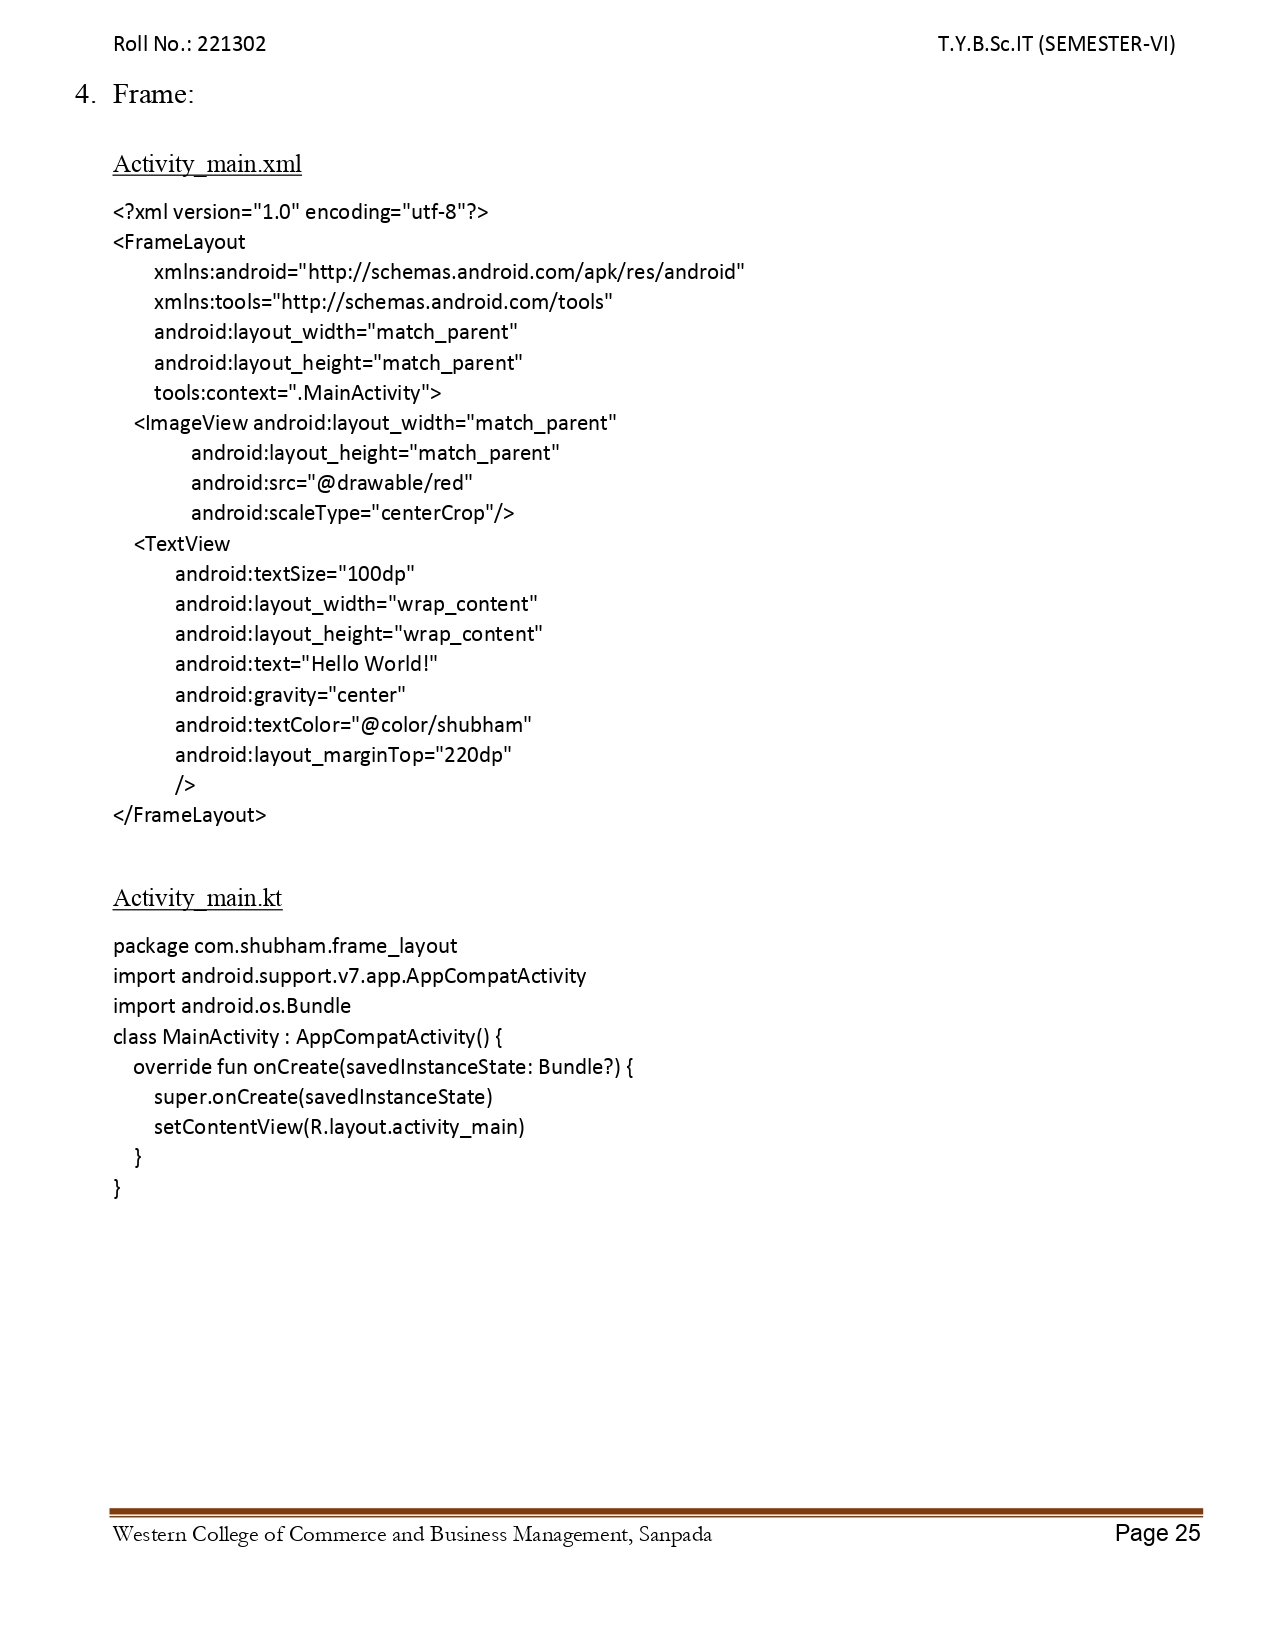 Roll No.: 221302 T.Y.B.Sc.IT (SEMESTER-VI)
4. Frame:
Activity_main.xml
<?xml version="1.0" encoding="utf-8"?>
<FrameLayout
xmlns:android="http://schemas.android.com/apk/res/android"
xmlns:tools="http://schemas.android.com/tools"
android:layout_width="match_parent"
android:layout_height="match_parent"
tools:context=".MainActivity">
<ImageView android:layout_width="match_parent"
android:layout_height="match_parent"
android:src="@drawable/red"
android:scaleType="centerCrop"/>
<TextView
android:textSize="100dp"
android:layout_width="wrap_content"
android:layout_height="wrap_content"
android:text="Hello World!"
android:gravity="center"
android:textColor="@color/shubham"
android:layout_marginTop="220dp"
/>
</FrameLayout>
Activity_main.kt
package com.shubham.frame_layout
import android.support.v7.app.AppCompatActivity
import android.os.Bundle
class MainActivity : AppCompatActivity() {
override fun onCreate(savedInstanceState: Bundle?) {
super.onCreate(savedInstanceState)
setContentView(R.layout.activity_main)
}
}
Western College of Commerce and Business Management, Sanpada Page 25